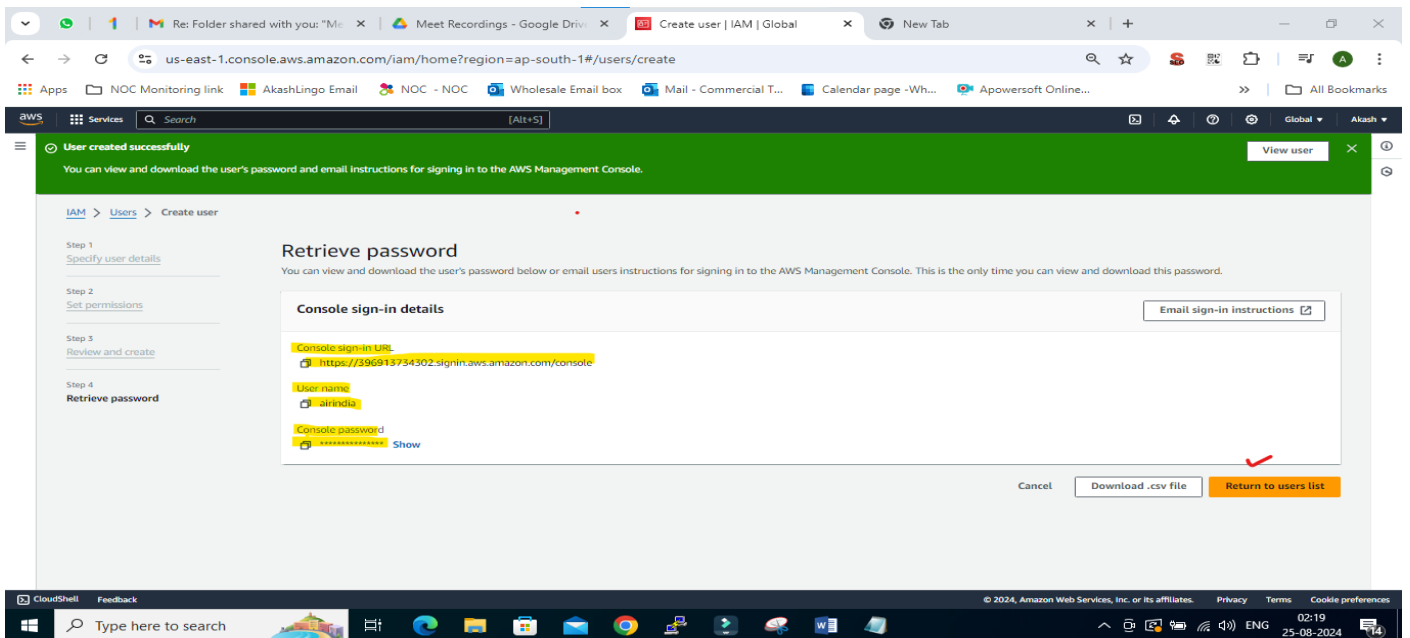 Re: Folder shared with you: "Me
Meet Recordings - Google Driv
Create user | IAM | Global
New Tab
us-east-1.console.aws.amazon.com/iam/home?region=ap-south-1#/users/create
A
Apps
NOC Monitoring link
AkashLingo Email
NOC - NOC
Wholesale Email box
Mail - Commercial T...
Calendar page -Wh...
Apowersoft Online...
All Bookmarks
aws
Services
Search
[Alt+S]
Global
Akash
User created successfully
You can view and download the user's password and email instructions for signing in to the AWS Management Console.
View user
IAM > Users > Create user
Step 1
Specify user details
Step 2
Set permissions
Step 3
Review and create
Step 4
Retrieve password
Retrieve password
You can view and download the user's password below or email users instructions for signing in to the AWS Management Console. This is the only time you can view and download this password.
Console sign-in details
Email sign-in instructions
Console sign-in URL
https://396913734302.signin.aws.amazon.com/console
User name
airindia
Console password
*************** Show
Cancel
Download .csv file
Return to users list
CloudShell
Feedback
© 2024, Amazon Web Services, Inc. or its affiliates.
Privacy
Terms
Cookie preferences
Type here to search
ENG
02:19
25-08-2024
14